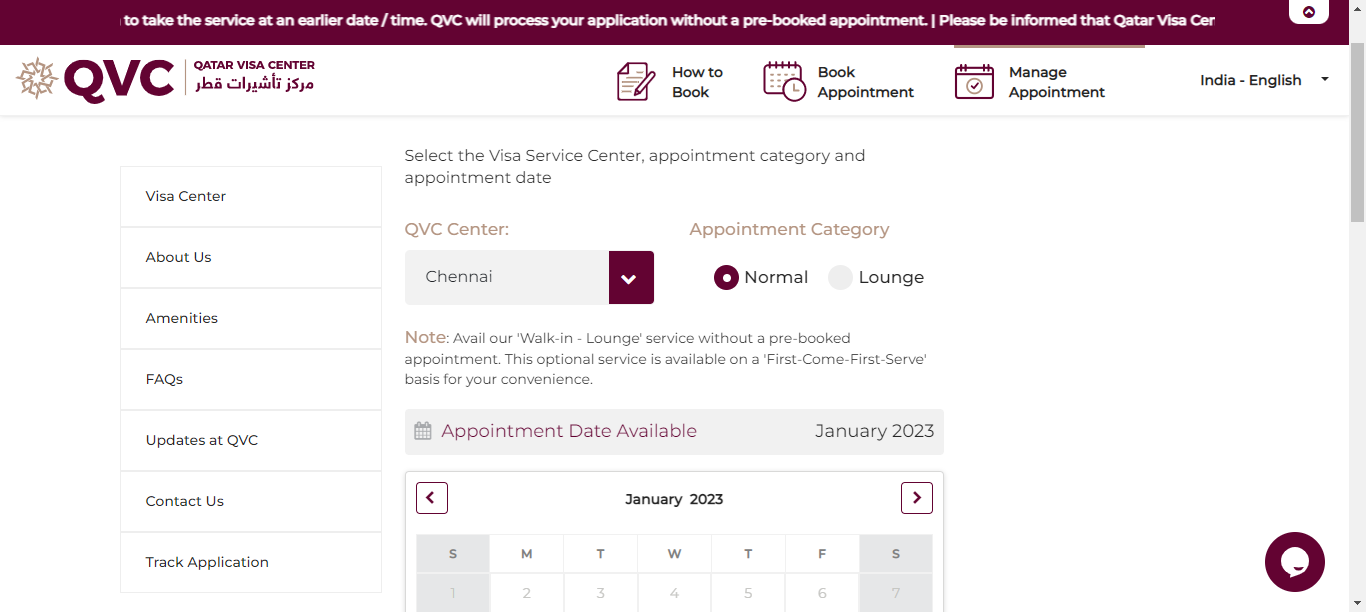 to take the service at an earlier date / time. QVC will process your application without a pre-booked appointment. | Please be informed that Qatar Visa Cer
QVC
QATAR VISA CENTER
مركز تأشيرات قطر
How to
Book
Book
Appointment
Manage
Appointment
India - English
Visa Center
About Us
Amenities
FAQs
Updates at QVC
Contact Us
Track Application
Select the Visa Service Center, appointment category and
appointment date
QVC Center:
Appointment Category
Chennai
Normal
Lounge
Note: Avail our 'Walk-in - Lounge' service without a pre-booked
appointment. This optional service is available on a 'First-Come-First-Serve'
basis for your convenience.
Appointment Date Available
January 2023
January 2023
S M T W T F S
1 2 3 4 5 6 7